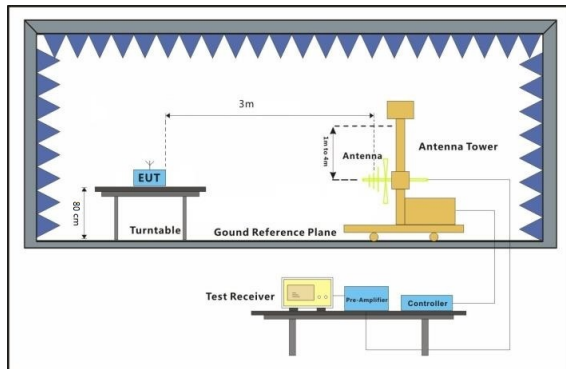 3m
1m to 4m
Antenna
Antenna Tower
EUT
80 cm
Turntable
Gound Reference Plane
Test Receiver
Pre-Amplifier
Controller